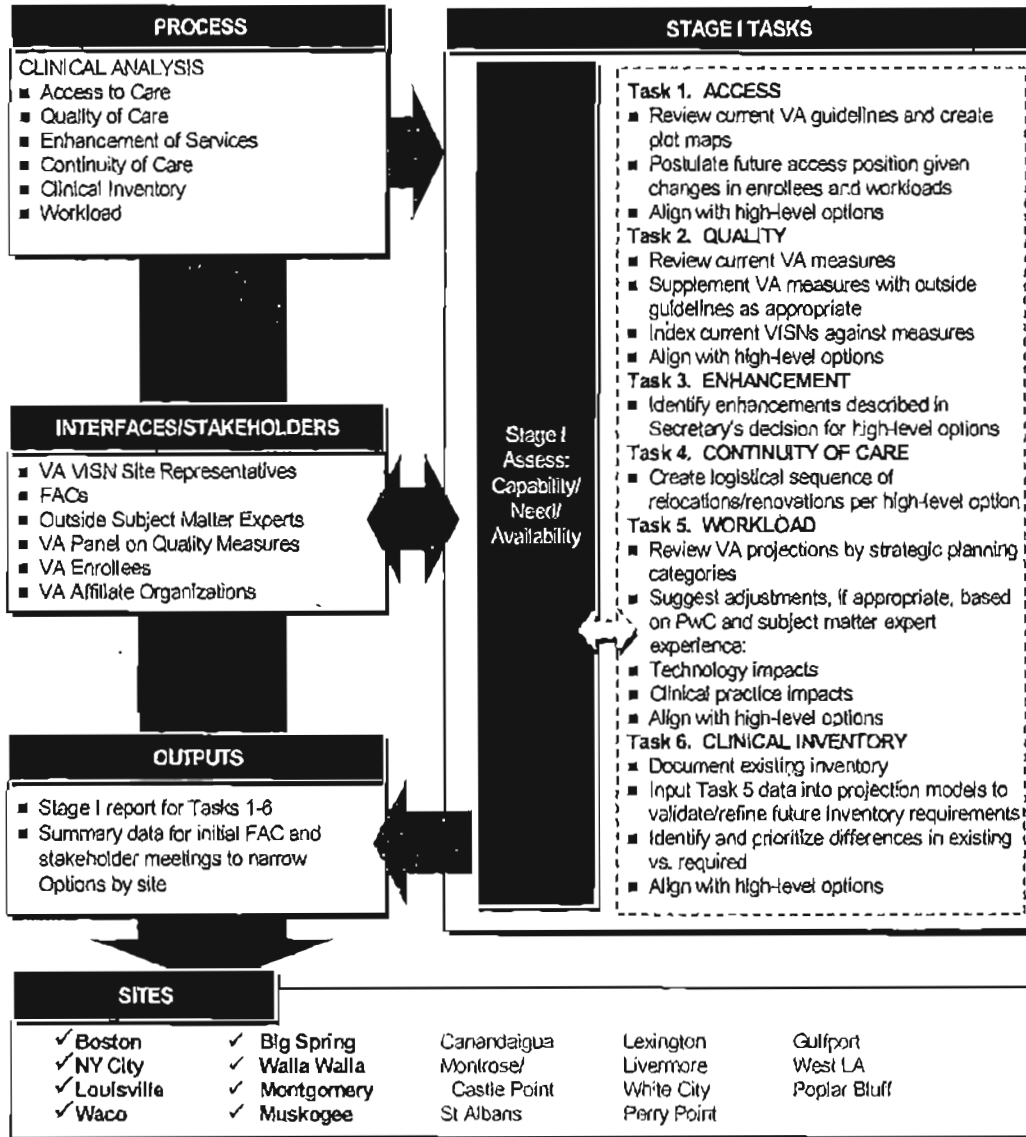 PROCESS
CLINICAL ANALYSIS
■ Access to Care
■ Quality of Care
■ Enhancement of Services
■ Continuity of Care
■ Clinical Inventory
■ Workload
INTERFACES/STAKEHOLDERS
■ VA VISN Site Representatives
■ FACs
■ Outside Subject Matter Experts
■ VA Panel on Quality Measures
■ VA Enrollees
■ VA Affiliate Organizations
OUTPUTS
■ Stage I report for Tasks 1-6
■ Summary data for initial FAC and
stakeholder meetings to narrow
Options by site
STAGE I TASKS
Stage I
Assess:
Capability/
Need/
Availability
Task 1. ACCESS
■ Review current VA guidelines and create
plot maps
■ Postulate future access position given
changes in enrollees and workloads
■ Align with high-level options
Task 2. QUALITY
■ Review current VA measures
■ Supplement VA measures with outside
guidelines as appropriate
■ Index current VISNs against measures
■ Align with high-level options
Task 3. ENHANCEMENT
■ Identify enhancements described in
Secretary's decision for high-level options
Task 4. CONTINUITY OF CARE
■ Create logistical sequence of
relocations/renovations per high-level option
Task 5. WORKLOAD
■ Review VA projections by strategic planning
categories
■ Suggest adjustments, if appropriate, based
on PwC and subject matter expert
experience:
■ Technology impacts
■ Clinical practice impacts
■ Align with high-level options
Task 6. CLINICAL INVENTORY
■ Document existing inventory
■ Input Task 5 data into projection models to
validate/refine future Inventory requirements
■ Identify and prioritize differences in existing
vs. required
■ Align with high-level options
SITES
✓ Boston
✓ NY City
✓ Louisville
✓ Waco
✓ Big Spring
✓ Walla Walla
✓ Montgomery
✓ Muskogee
Canandaigua
Montrose/
Castle Point
St Albans
Lexington
Livermore
White City
Perry Point
Gulfport
West LA
Poplar Bluff